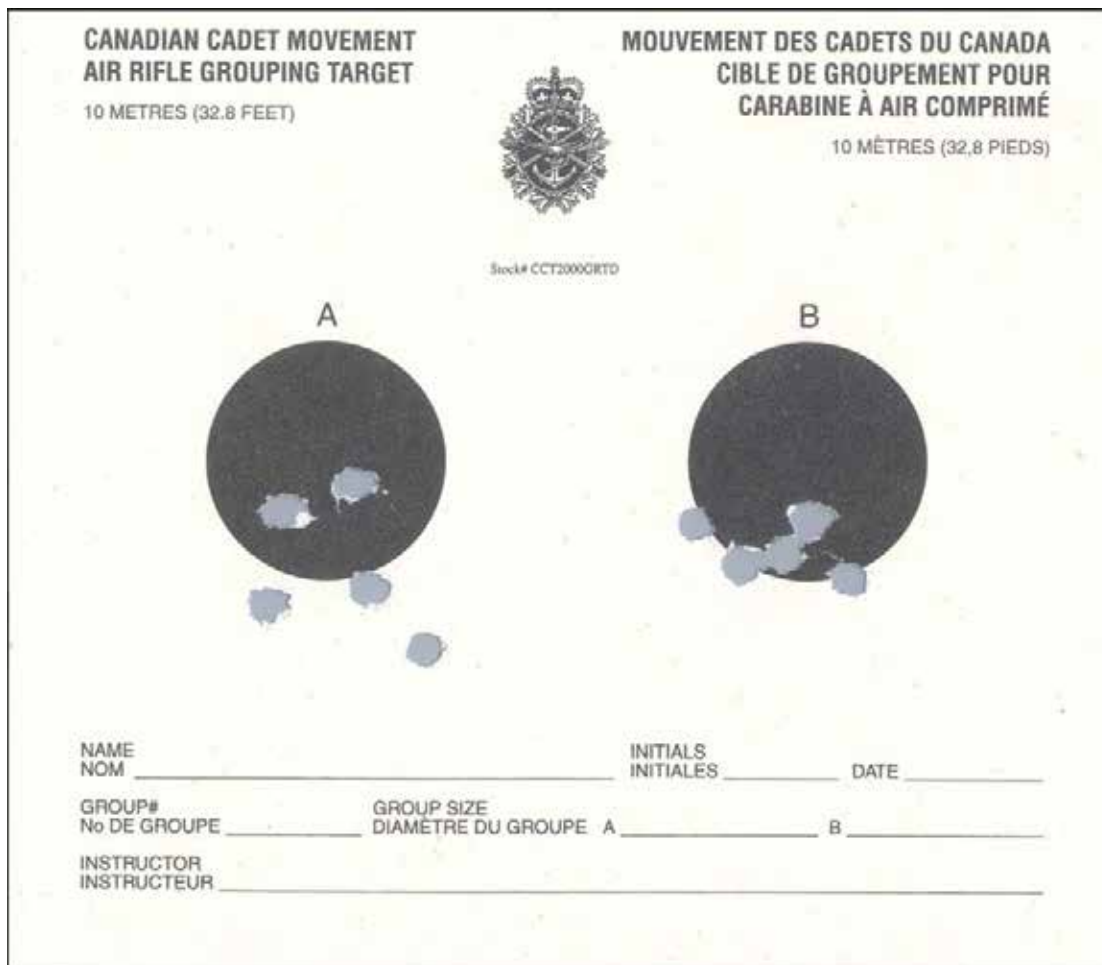 CANADIAN CADET MOVEMENT
AIR RIFLE GROUPING TARGET
10 METRES (32.8 FEET)
MOUVEMENT DES CADETS DU CANADA
CIBLE DE GROUPEMENT POUR
CARABINE À AIR COMPRIMÉ
10 MÈTRES (32,8 PIEDS)
Stock# CCT2000GRTD
A
B
NAME
NOM
INITIALS
INITIALES
DATE
GROUP#
No DE GROUPE
GROUP SIZE
DIAMÈTRE DU GROUPE A
B
INSTRUCTOR
INSTRUCTEUR